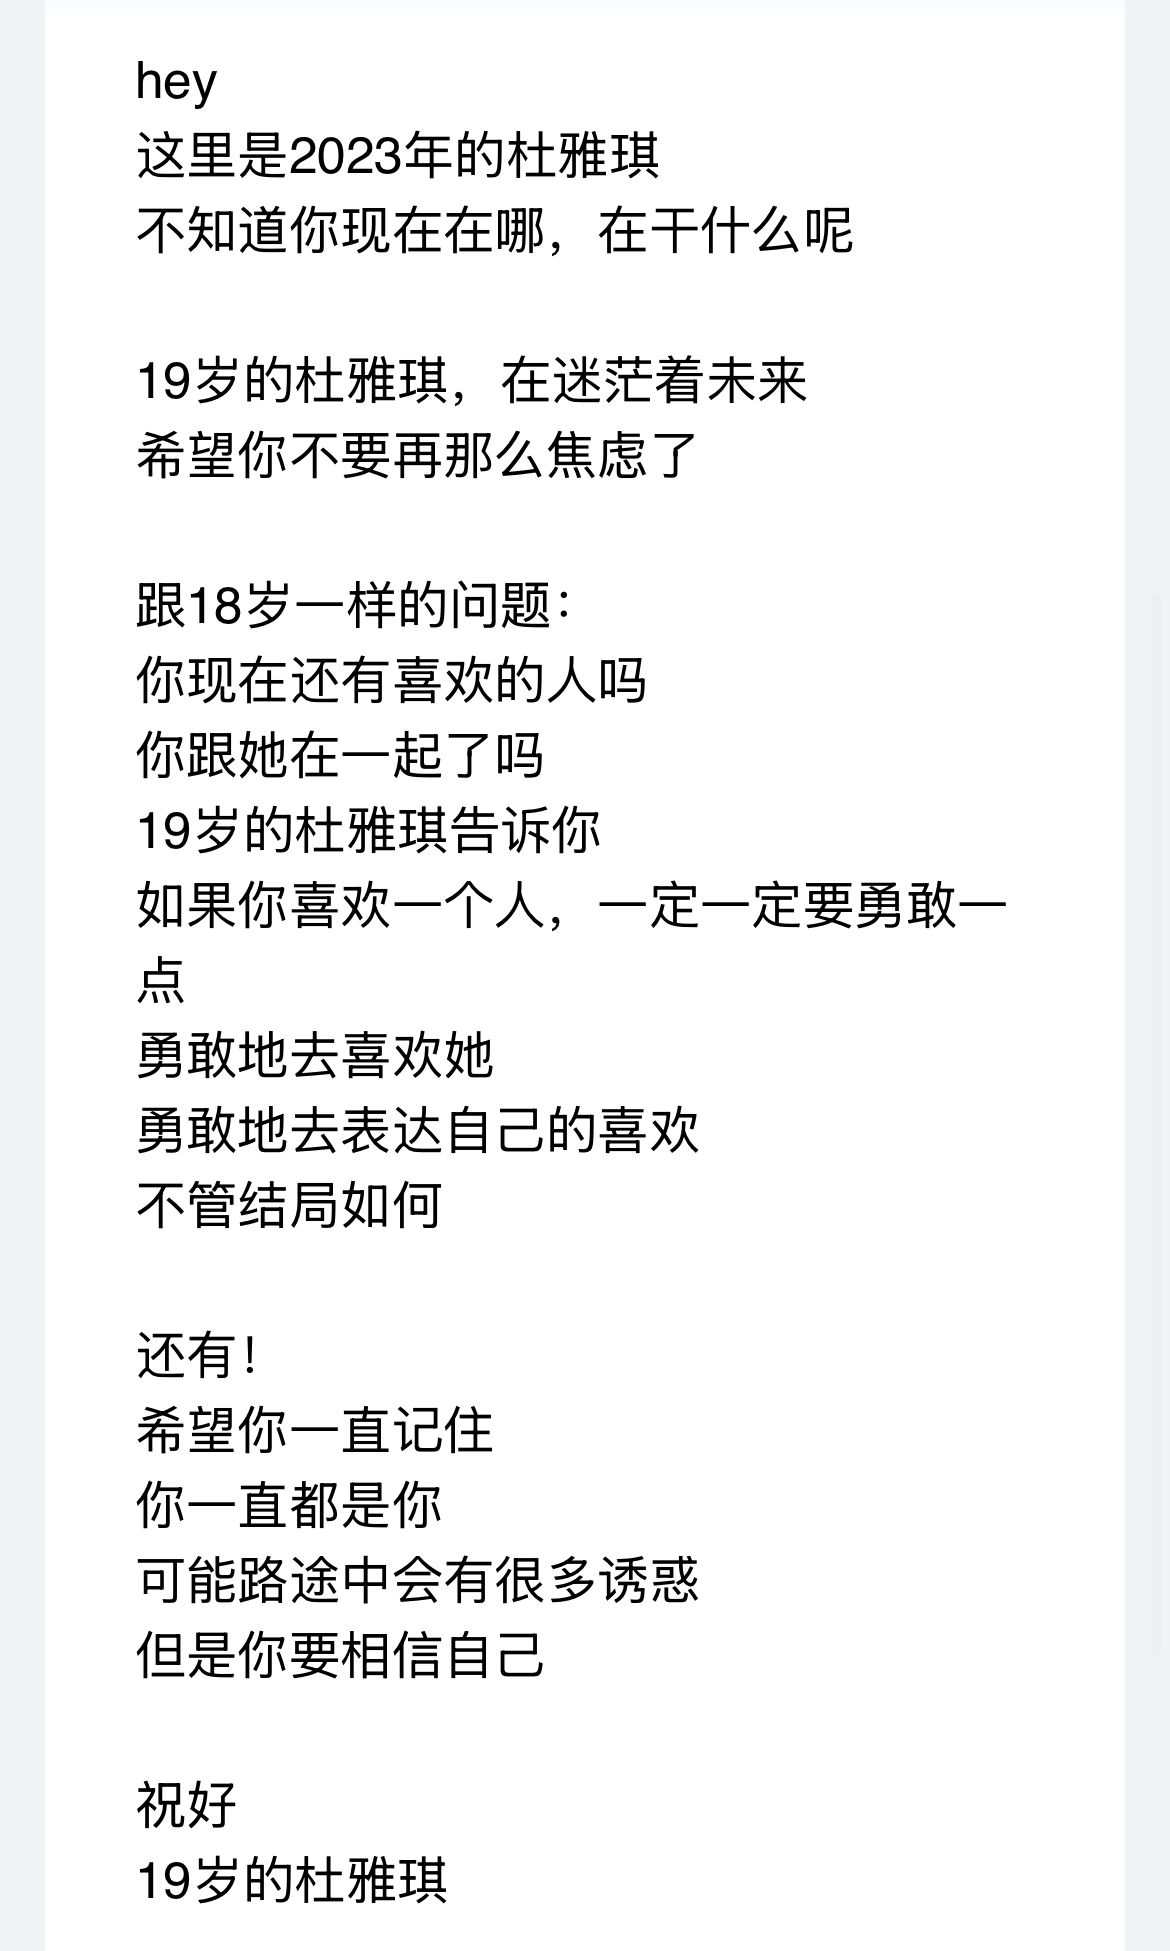 hey
这里是2023年的杜雅琪
不知道你现在在哪，在干什么呢
19岁的杜雅琪，在迷茫着未来
希望你不要再那么焦虑了
跟18岁一样的问题：
你现在还有喜欢的人吗
你跟她在一起了吗
19岁的杜雅琪告诉你
如果你喜欢一个人，一定一定要勇敢一
点
勇敢地去喜欢她
勇敢地去表达自己的喜欢
不管结局如何
还有！
希望你一直记住
你一直都是你
可能路途中会有很多诱惑
但是你要相信自己
祝好
19岁的杜雅琪